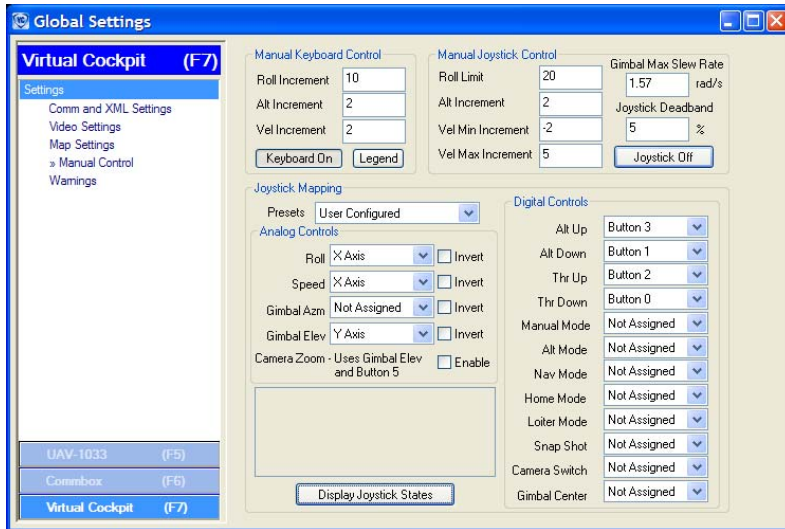 Global Settings
Virtual Cockpit (F7)
Settings
Comm and XML Settings
Video Settings
Map Settings
» Manual Control
Warnings
UAV-1033 (F5)
Commbox (F6)
Virtual Cockpit (F7)
Manual Keyboard Control
Roll Increment 10
Alt Increment 2
Vel Increment 2
Keyboard On Legend
Manual Joystick Control
Roll Limit 20
Alt Increment 2
Vel Min Increment -2
Vel Max Increment 5
Gimbal Max Slew Rate
1.57 rad/s
Joystick Deadband
5 %
Joystick Off
Joystick Mapping
Presets User Configured
Analog Controls
Roll X Axis Invert
Speed X Axis Invert
Gimbal Azm Not Assigned Invert
Gimbal Elev Y Axis Invert
Camera Zoom - Uses Gimbal Elev
and Button 5 Enable
Display Joystick States
Digital Controls
Alt Up Button 3
Alt Down Button 1
Thr Up Button 2
Thr Down Button 0
Manual Mode Not Assigned
Alt Mode Not Assigned
Nav Mode Not Assigned
Home Mode Not Assigned
Loiter Mode Not Assigned
Snap Shot Not Assigned
Camera Switch Not Assigned
Gimbal Center Not Assigned